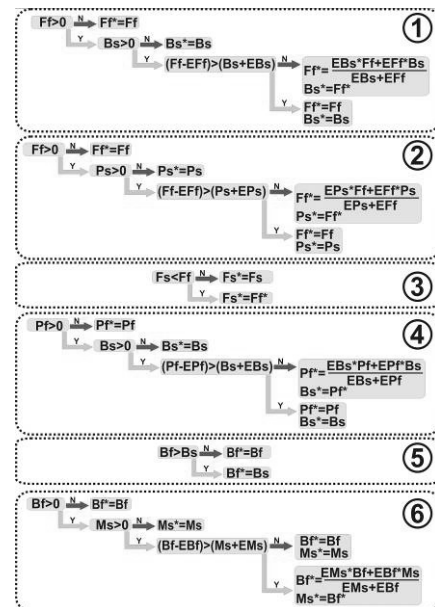 ①
Ff>0 N Ff*=Ff
Y Bs>0 N Bs*=Bs
Y (Ff-EFf)>(Bs+EBs) N Ff*= EBs*Ff+EFf*Bs
EBs+EFf
Bs*=Ff*
Y Ff*=Ff
Bs*=Bs
②
Ff>0 N Ff*=Ff
Y Ps>0 N Ps*=Ps
Y (Ff-EFf)>(Ps+EPs) N Ff*= EPs*Ff+EFf*Ps
EPs+EFf
Ps*=Ff*
Y Ff*=Ff
Ps*=Ps
③
Fs<Ff N Fs*=Fs
Y Fs*=Ff*
④
Pf>0 N Pf*=Pf
Y Bs>0 N Bs*=Bs
Y (Pf-EPf)>(Bs+EBs) N Pf*= EBs*Pf+EPf*Bs
EBs+EPf
Bs*=Pf*
Y Pf*=Pf
Bs*=Bs
⑤
Bf>Bs N Bf*=Bf
Y Bf*=Bs
⑥
Bf>0 N Bf*=Bf
Y Ms>0 N Ms*=Ms
Y (Bf-EBf)>(Ms+EMs) N Bf*=Bf
Ms*=Ms
Y Bf*= EMs*Bf+EBf*Ms
EMs+EBf
Ms*=Bf*